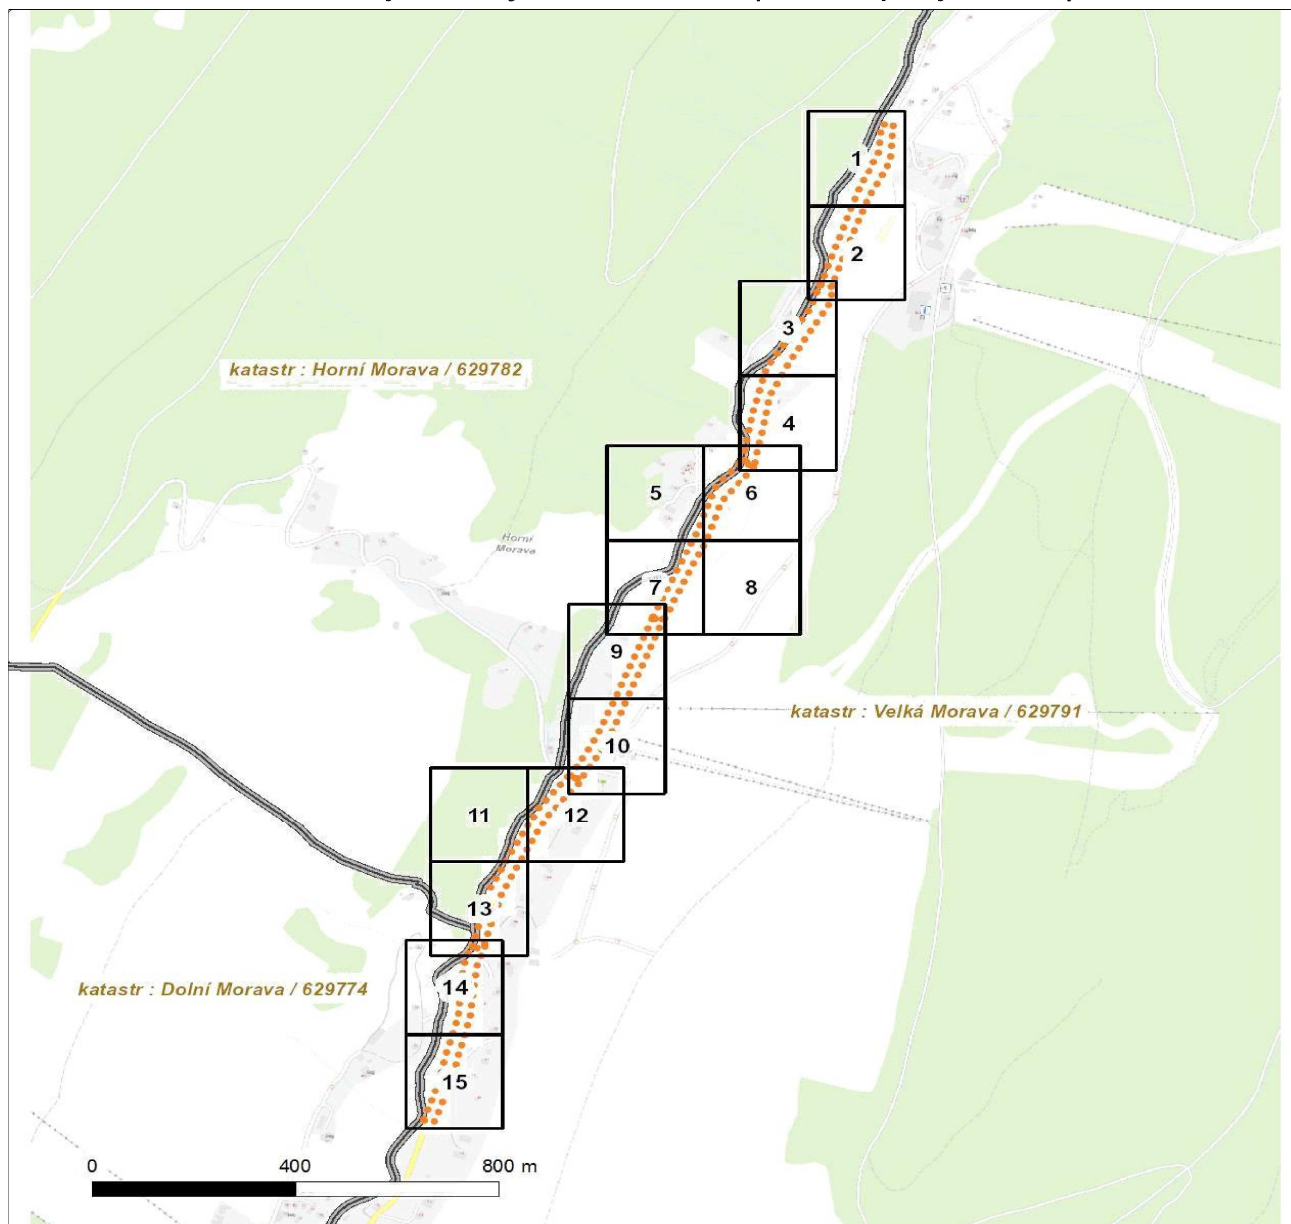 1
2
3
katastr : Horní Morava / 629782
4
5
6
Horní
Morava
7
8
9
katastr : Velká Morava / 629791
10
11
12
13
katastr : Dolní Morava / 629774
14
15
0 400 800 m